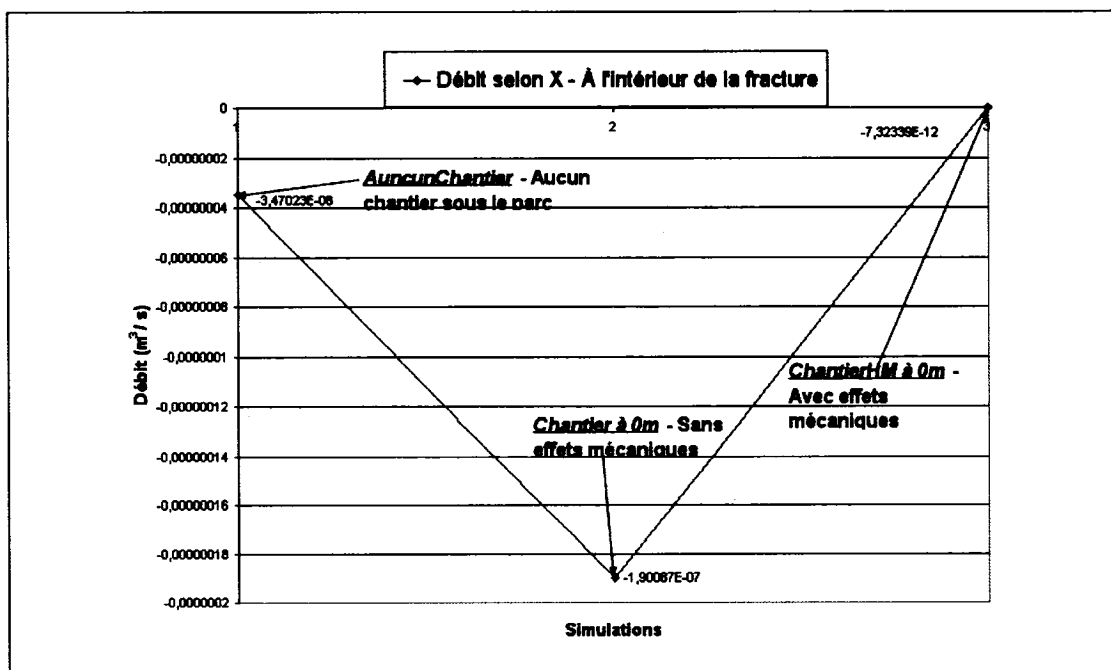 Débit selon X - À l'intérieur de la fracture
0
1
2
3
-7,32339E-12
-0,00000002
AuncunChantier - Aucun
chantier sous le parc
-3,47023E-08
-0,00000004
-0,00000006
-0,00000008
-0,0000001
Débit (m³/ s)
ChantierHM à 0m -
Avec effets
mécaniques
-0,00000012
Chantier à 0m - Sans
effets mécaniques
-0,00000014
-0,00000016
-0,00000018
-1,90087E-07
-0,0000002
Simulations